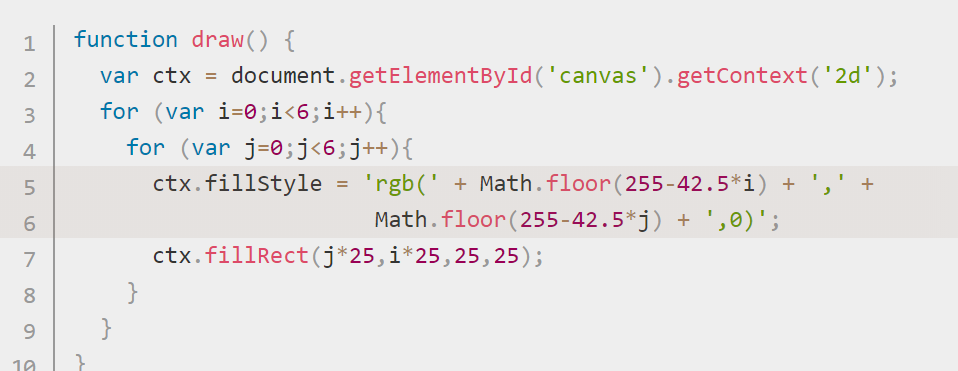 1 function draw() {
2 var ctx = document.getElementById('canvas').getContext('2d');
3 for (var i=0;i<6;i++){
4 for (var j=0;j<6;j++){
5 ctx.fillStyle = 'rgb(' + Math.floor(255-42.5*i) + ',' +
6 Math.floor(255-42.5*j) + ',0)';
7 ctx.fillRect(j*25,i*25,25,25);
8 }
9 }
10 }